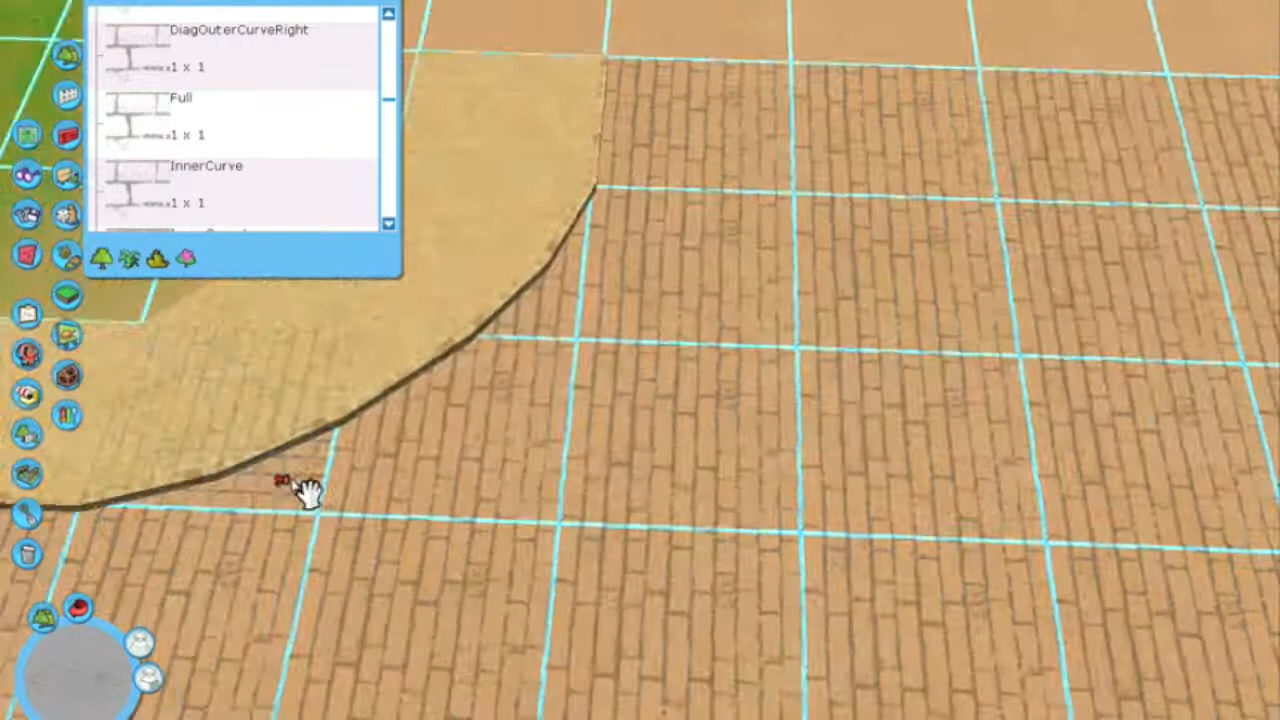 DiagOuterCurveRight
1 x 1
Full
1 x 1
InnerCurve
1 x 1